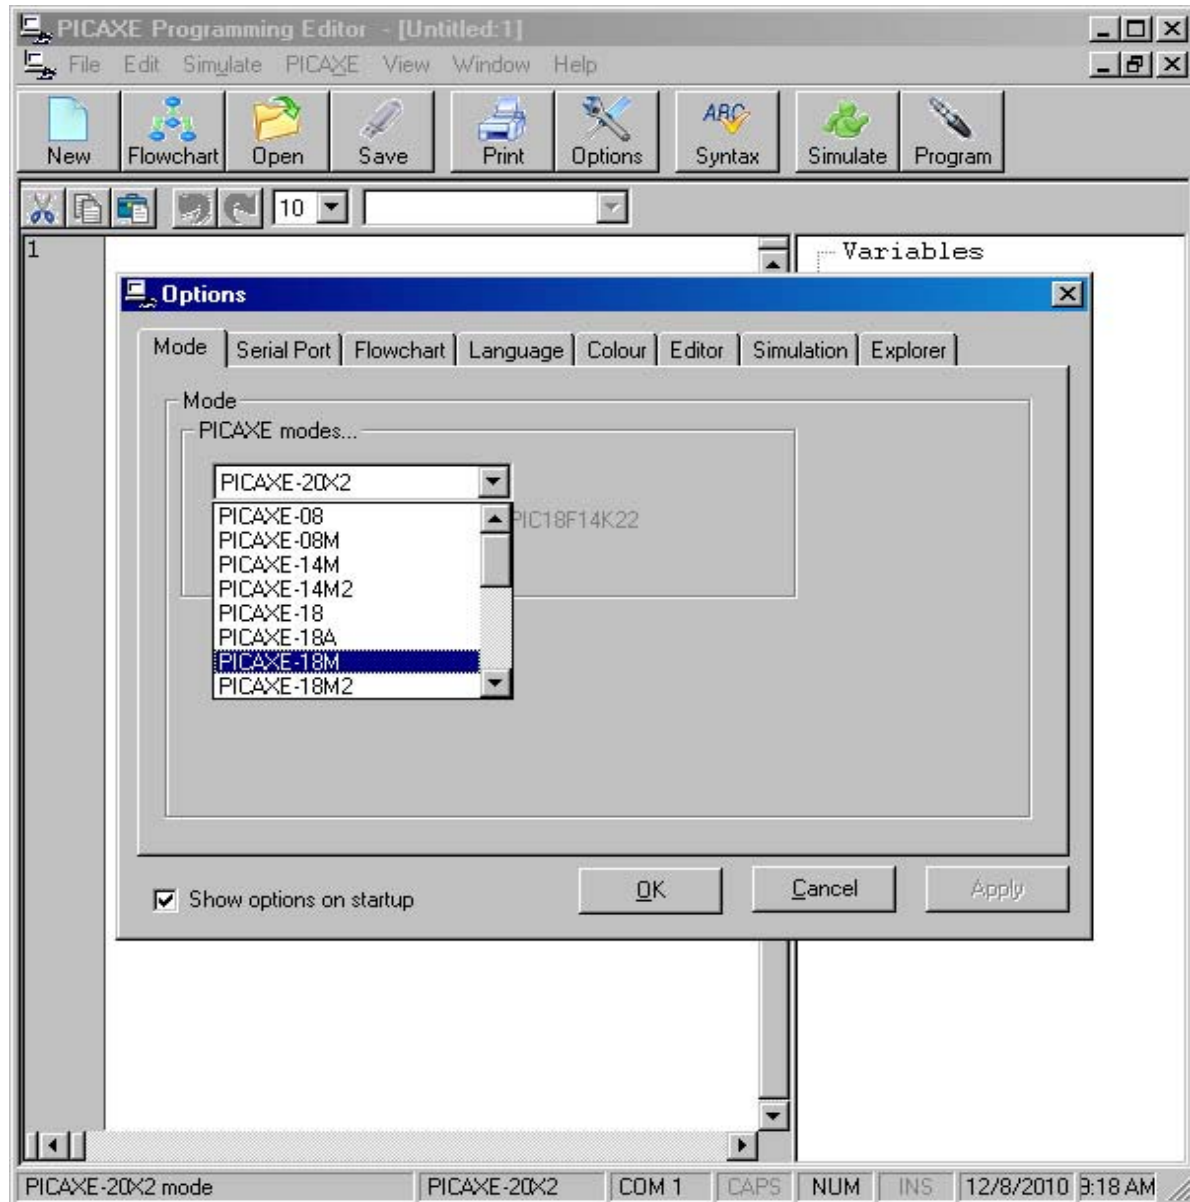 PICAXE Programming Editor - [Untitled:1]
File Edit Simulate PICAXE View Window Help
New Flowchart Open Save Print Options Syntax Simulate Program
ABC
10
1
Variables
Options
Mode Serial Port Flowchart Language Colour Editor Simulation Explorer
Mode
PICAXE modes...
PICAXE-20X2
PICAXE-08
PIC18F14K22
PICAXE-08M
PICAXE-14M
PICAXE-14M2
PICAXE-18
PICAXE-18A
PICAXE-18M
PICAXE-18M2
Show options on startup
OK Cancel Apply
PICAXE-20X2 mode PICAXE-20X2 COM 1 CAPS NUM INS 12/8/2010 9:18 AM